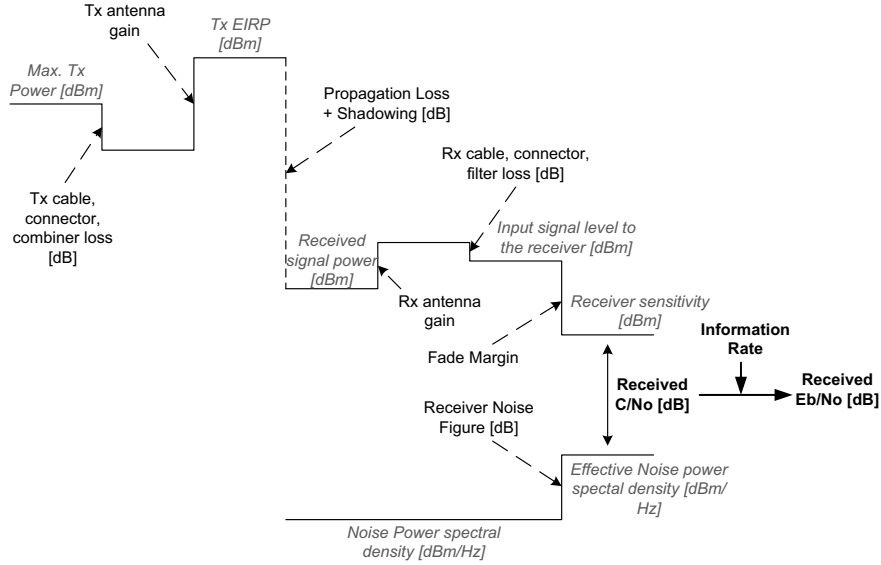 Tx antenna
gain
Tx EIRP
[dBm]
Max. Tx
Power [dBm]
Propagation Loss
+ Shadowing [dB]
Tx cable,
connector,
combiner loss
[dB]
Rx cable, connector,
filter loss [dB]
Received
signal power
[dBm]
Input signal level to
the receiver [dBm]
Rx antenna
gain
Receiver sensitivity
[dBm]
Fade Margin
Information
Rate
Received
C/No [dB]
Received
Eb/No [dB]
Receiver Noise
Figure [dB]
Effective Noise power
spectal density [dBm/
Hz]
Noise Power spectral
density [dBm/Hz]